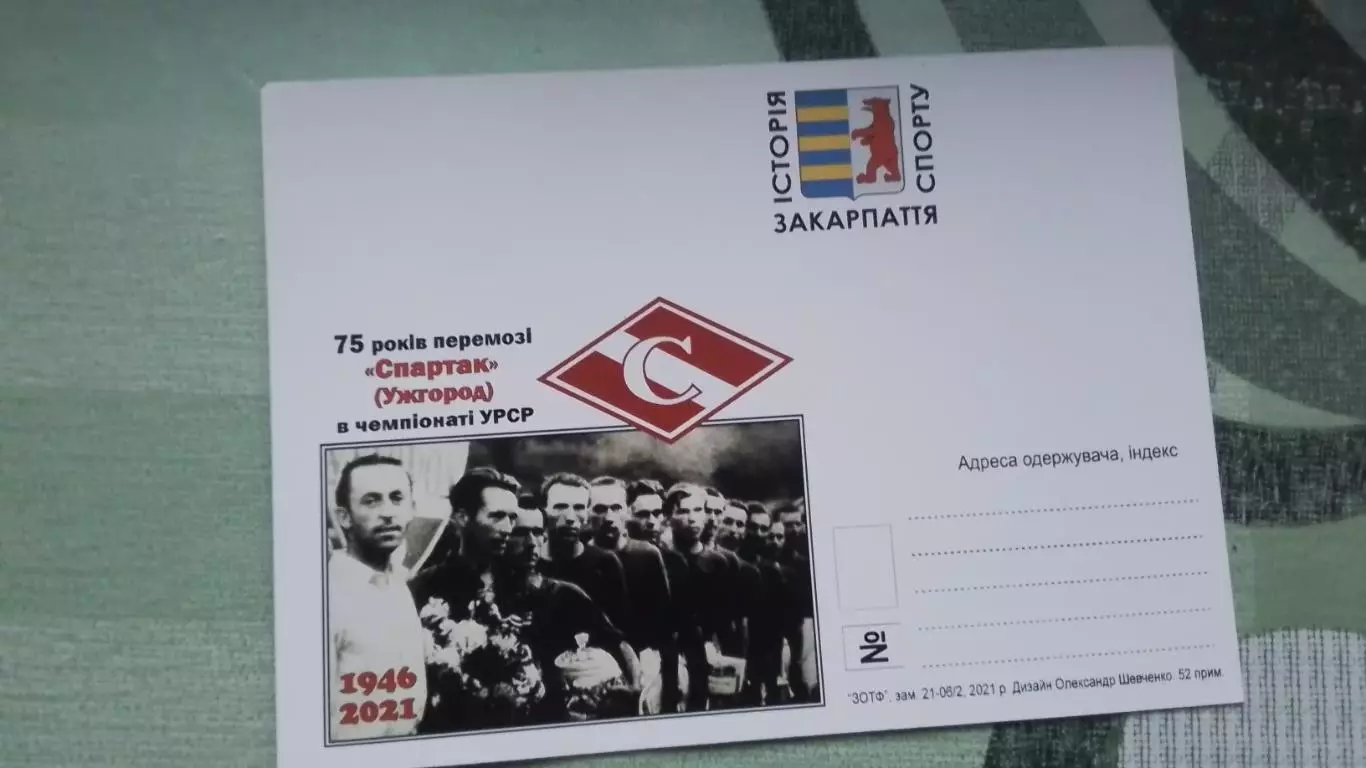 ІСТОРІЯ
СПОРТУ
ЗАКАРПАТТЯ
75 років перемозі
«Спартак»
(Ужгород)
в чемпіонаті УРСР
С
1946
2021
Адреса одержувача, індекс
№
"ЗОТФ". зам. 21-06/2, 2021 р. Дизайн Олександр Шевченко. 52 прим.